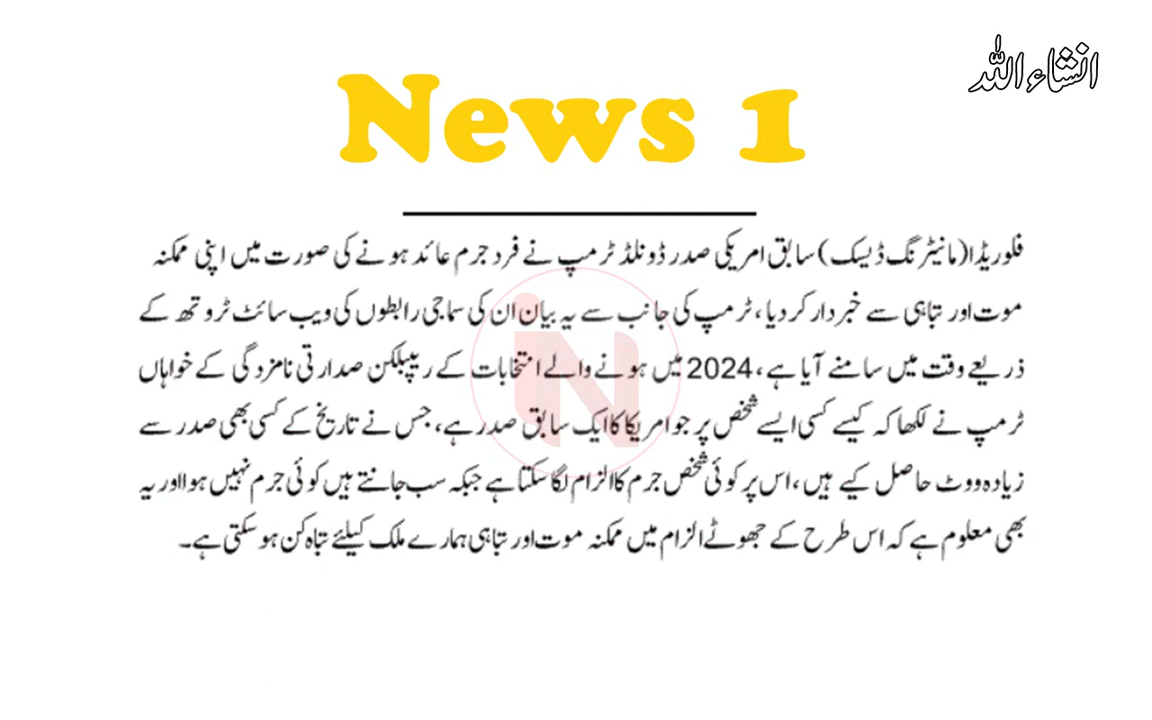 انشاء اللہ
News 1
فلوریڈا(مانیٹرنگ ڈیسک) سابق امریکی صدر ڈونلڈ ٹرمپ نے فرد جرم عائد ہونے کی صورت میں اپنی ممکنہ
موت اور تباہی سے خبردار کردیا، ٹرمپ کی جانب سے یہ بیان ان کی سماجی رابطوں کی ویب سائٹ ٹروتھ کے
ذریعے وقت میں سامنے آیا ہے، 2024 میں ہونے والے انتخابات کے ریپبلکن صدارتی نامزدگی کے خواہاں
ٹرمپ نے لکھا کہ کیسے کسی ایسے شخص پر جو امریکا کا ایک سابق صدر ہے، جس نے تاریخ کے کسی بھی صدر سے
زیادہ ووٹ حاصل کیے ہیں، اس پر کوئی شخص جرم کا الزام لگا سکتا ہے جبکہ سب جانتے ہیں کوئی جرم نہیں ہوا اور یہ
بھی معلوم ہے کہ اس طرح کے جھوٹے الزام میں ممکنہ موت اور تباہی ہمارے ملک کیلئے تباہ کن ہو سکتی ہے۔
iN